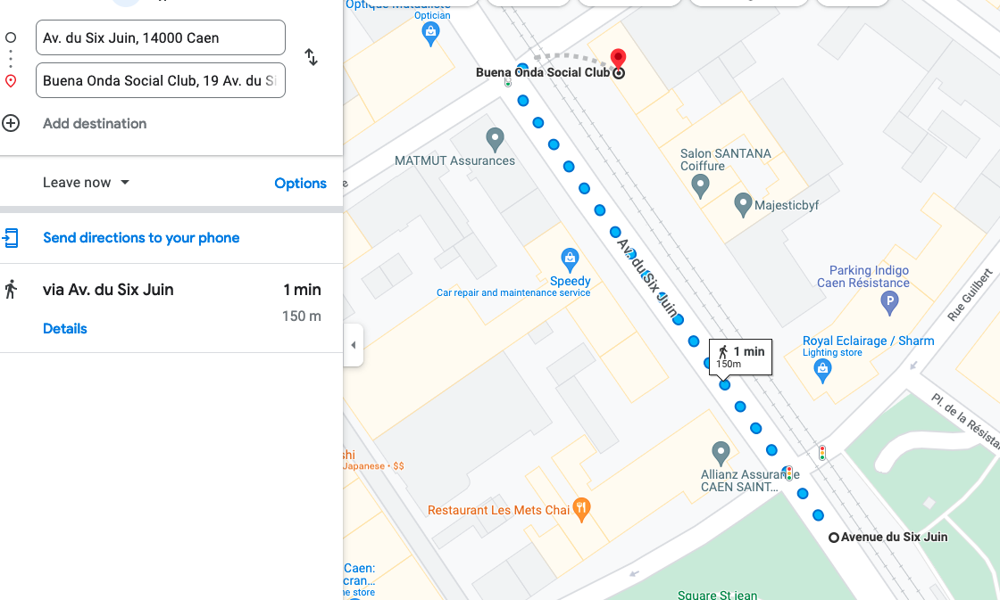 Av. du Six Juin, 14000 Caen
Buena Onda Social Club, 19 Av. du Si
Add destination
Leave now
Options
Send directions to your phone
via Av. du Six Juin
1 min
150 m
Details
Optique Mutualiste
Optician
Buena Onda Social Club
MATMUT Assurances
Salon SANTANA
Coiffure
Majesticbyf
Av. du Six Juin
Speedy
Car repair and maintenance service
Parking Indigo
Caen Résistance
P
Rue Guilbert
Royal Eclairage / Sharm
Lighting store
1 min
150m
Pl. de la Résista
Allianz Assurance
CAEN SAINT...
shi
Japanese • $$
Restaurant Les Mets Chai
Avenue du Six Juin
Caen:
cran...
ne store
Square St jean